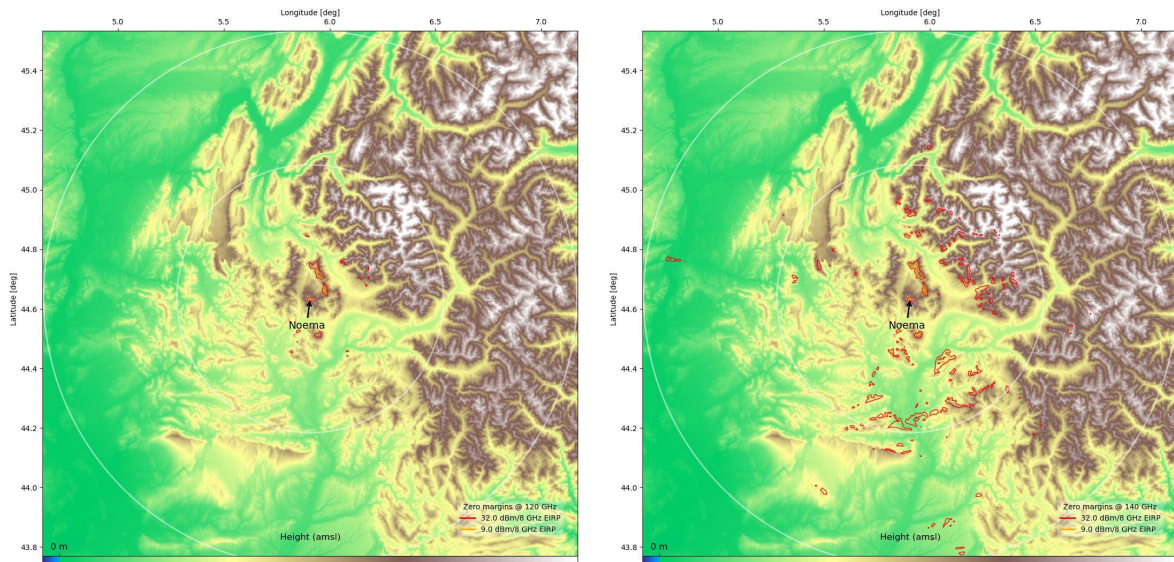 Longitude [deg]
5.0 5.5 6.0 6.5 7.0
Latitude [deg]
45.4
45.2
45.0
44.8
44.6
44.4
44.2
44.0
43.8
Noema
Zero margins @ 120 GHz
32.0 dBm/8 GHz EIRP
9.0 dBm/8 GHz EIRP
Height (amsl)
0 m
Longitude [deg]
5.0 5.5 6.0 6.5 7.0
Latitude [deg]
45.4
45.2
45.0
44.8
44.6
44.4
44.2
44.0
43.8
Noema
Zero margins @ 140 GHz
32.0 dBm/8 GHz EIRP
9.0 dBm/8 GHz EIRP
Height (amsl)
0 m